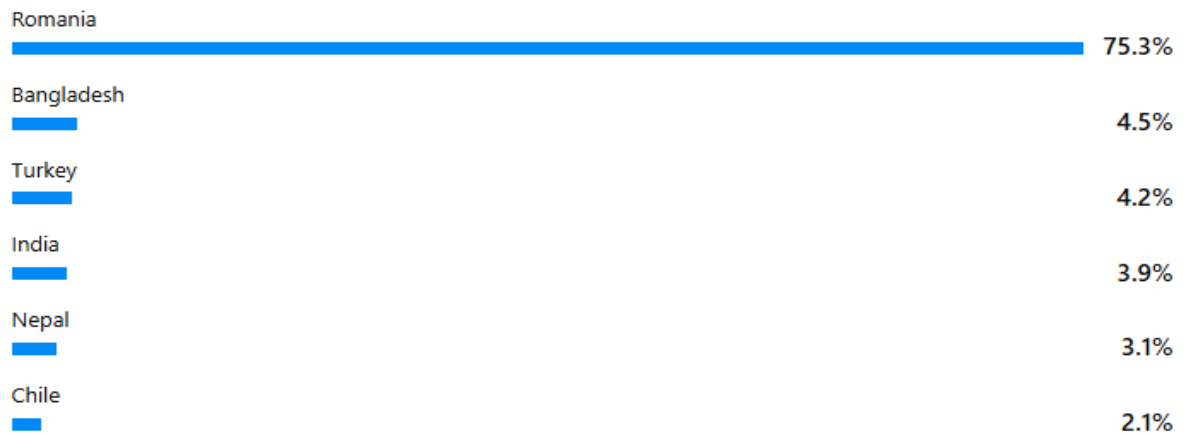 Romania
75.3%
Bangladesh
4.5%
Turkey
4.2%
India
3.9%
Nepal
3.1%
Chile
2.1%